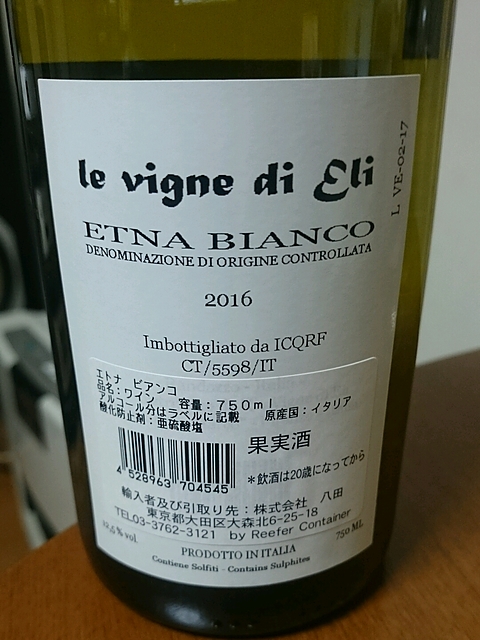 le vigne di Eli
L VE-02-17
ETNA BIANCO
DENOMINAZIONE DI ORIGINE CONTROLLATA
2016
Imbottigliato da ICQRF
CT/5598/IT
エトナ ビアンコ
品名:ワイン 容量:750ml 原産国:イタリア
アルコール分はラベルに記載
酸化防止剤:亜硫酸塩
果実酒
4 528963 704545
*飲酒は20歳になってから
輸入者及び引取り先:株式会社 八田
東京都大田区大森北6-25-18
TEL03-3762-3121 by Reefer Container
12,5% vol. 750 ML
PRODOTTO IN ITALIA
Contiene Solfiti - Contains Sulphites